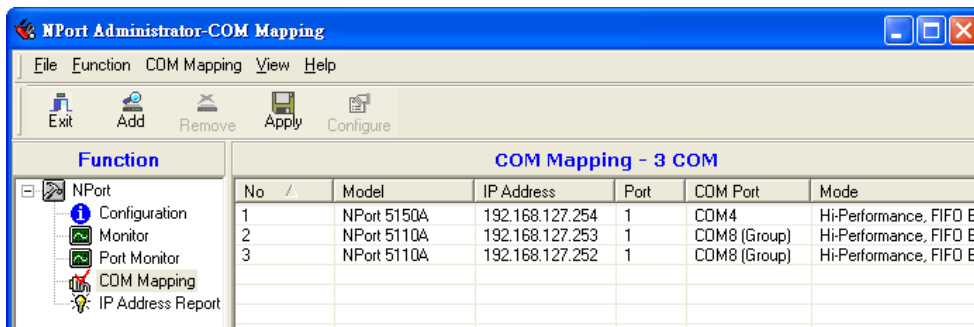 NPort Administrator-COM Mapping
File Function COM Mapping View Help
Exit Add Remove Apply Configure
Function
COM Mapping - 3 COM
NPort
Configuration
Monitor
Port Monitor
COM Mapping
IP Address Report
No Model IP Address Port COM Port Mode
1 NPort 5150A 192.168.127.254 1 COM4 Hi-Performance, FIFO E
2 NPort 5110A 192.168.127.253 1 COM8 (Group) Hi-Performance, FIFO E
3 NPort 5110A 192.168.127.252 1 COM8 (Group) Hi-Performance, FIFO E